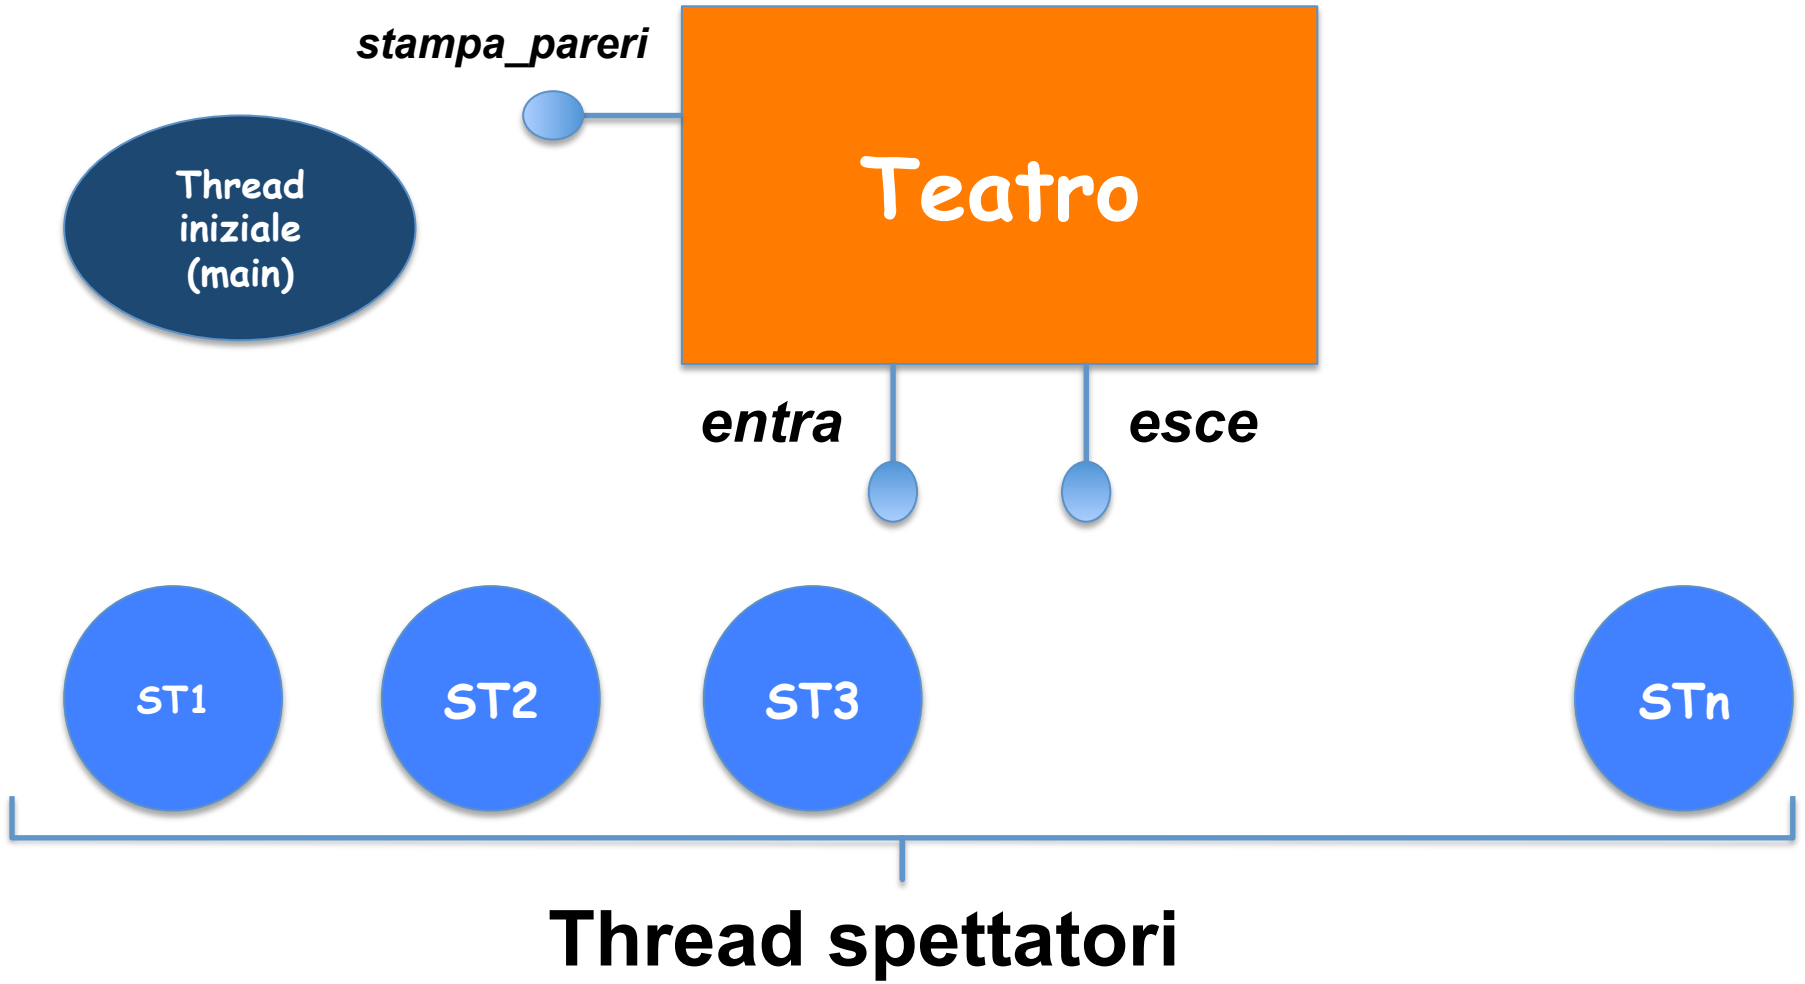 stampa_pareri
Thread
iniziale
(main)
Teatro
entra
esce
ST1
ST2
ST3
STn
Thread spettatori